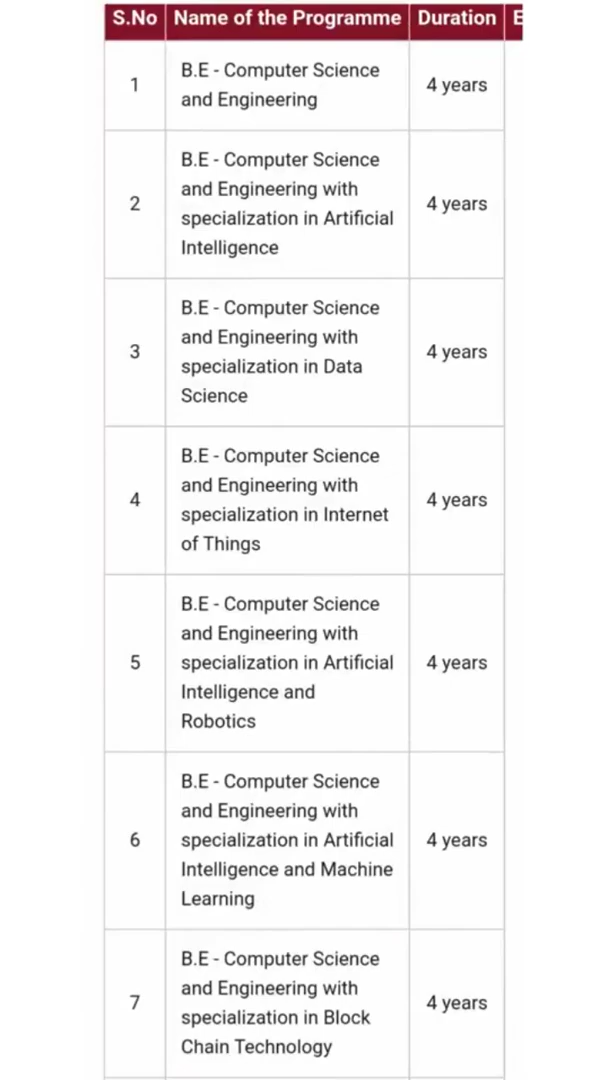 S.No Name of the Programme Duration E
1 B.E - Computer Science
and Engineering 4 years
2 B.E - Computer Science
and Engineering with
specialization in Artificial
Intelligence 4 years
3 B.E - Computer Science
and Engineering with
specialization in Data
Science 4 years
4 B.E - Computer Science
and Engineering with
specialization in Internet
of Things 4 years
5 B.E - Computer Science
and Engineering with
specialization in Artificial
Intelligence and
Robotics 4 years
6 B.E - Computer Science
and Engineering with
specialization in Artificial
Intelligence and Machine
Learning 4 years
7 B.E - Computer Science
and Engineering with
specialization in Block
Chain Technology 4 years